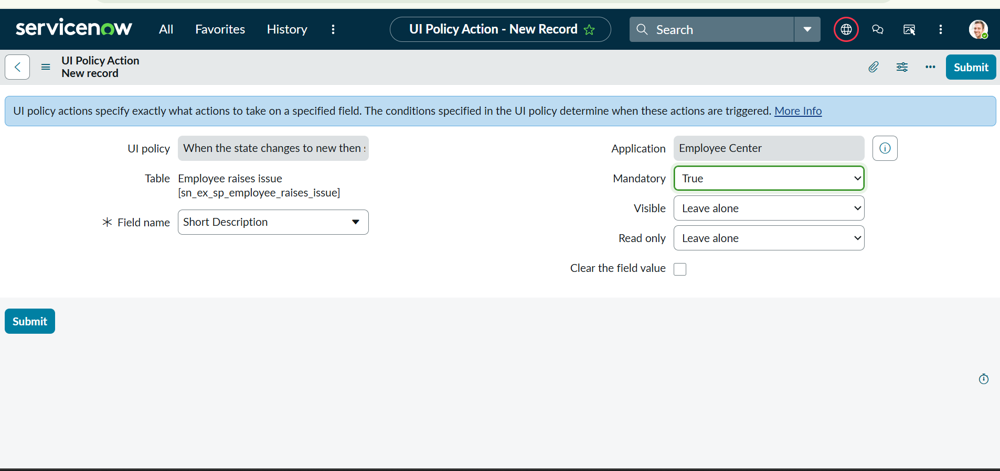 servicenow All Favorites History UI Policy Action - New Record Search
UI Policy Action
New record
Submit
UI policy actions specify exactly what actions to take on a specified field. The conditions specified in the UI policy determine when these actions are triggered. More Info
UI policy When the state changes to new then
Application Employee Center
Table Employee raises issue
[sn_ex_sp_employee_raises_issue]
Mandatory True
Visible Leave alone
* Field name Short Description
Read only Leave alone
Clear the field value
Submit